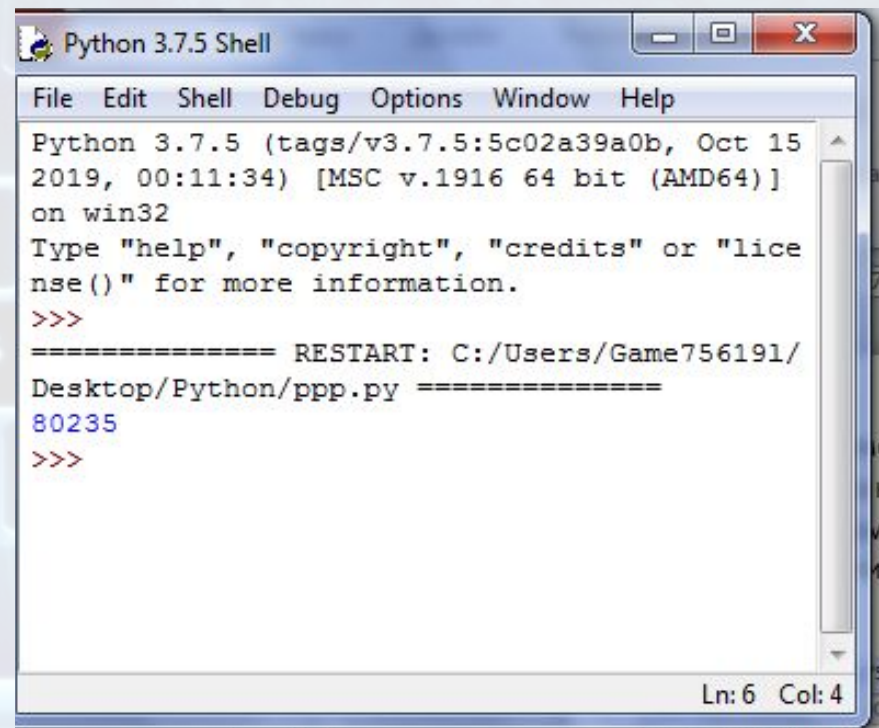 Python 3.7.5 Shell
File Edit Shell Debug Options Window Help
Python 3.7.5 (tags/v3.7.5:5c02a39a0b, Oct 15
2019, 00:11:34) [MSC v.1916 64 bit (AMD64)]
on win32
Type "help", "copyright", "credits" or "lice
nse()" for more information.
>>>
============== RESTART: C:/Users/Game75619l/
Desktop/Python/ppp.py ==============
80235
>>>
Ln: 6 Col: 4